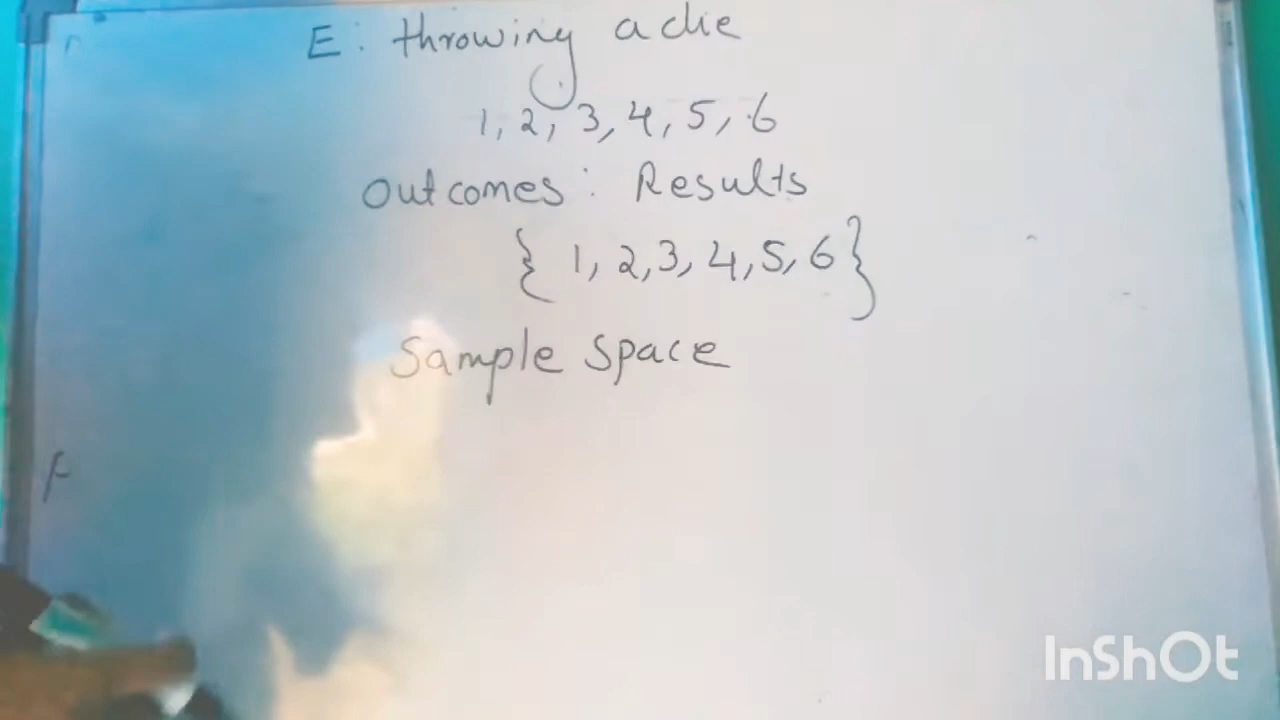 E: throwing a die
1, 2, 3, 4, 5, 6
Outcomes: Results
{ 1, 2, 3, 4, 5, 6 }
Sample Space
InShOt